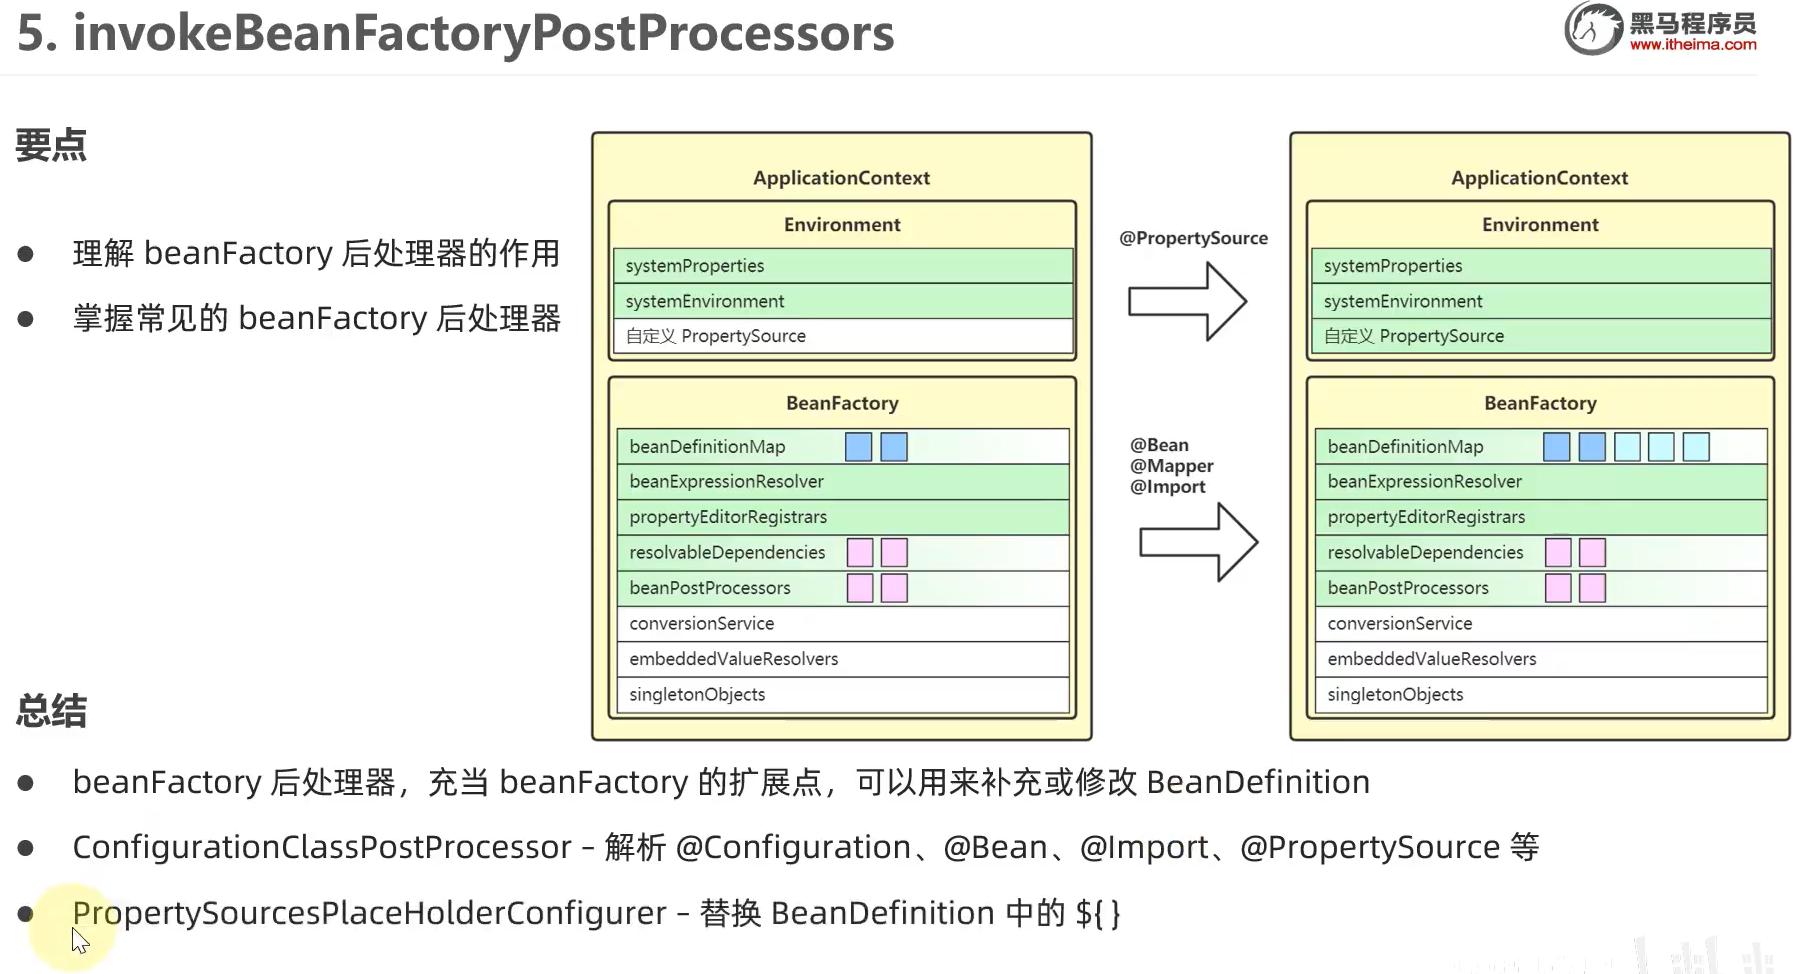 5. invokeBeanFactoryPostProcessors
黑马程序员
www.itheima.com
要点
● 理解 beanFactory 后处理器的作用
● 掌握常见的 beanFactory 后处理器
ApplicationContext
Environment
systemProperties
systemEnvironment
自定义 PropertySource
BeanFactory
beanDefinitionMap
beanExpressionResolver
propertyEditorRegistrars
resolvableDependencies
beanPostProcessors
conversionService
embeddedValueResolvers
singletonObjects
@PropertySource
@Bean
@Mapper
@Import
ApplicationContext
Environment
systemProperties
systemEnvironment
自定义 PropertySource
BeanFactory
beanDefinitionMap
beanExpressionResolver
propertyEditorRegistrars
resolvableDependencies
beanPostProcessors
conversionService
embeddedValueResolvers
singletonObjects
总结
● beanFactory 后处理器，充当 beanFactory 的扩展点，可以用来补充或修改 BeanDefinition
● ConfigurationClassPostProcessor – 解析 @Configuration、@Bean、@Import、@PropertySource 等
● PropertySourcesPlaceHolderConfigurer – 替换 BeanDefinition 中的 ${ }